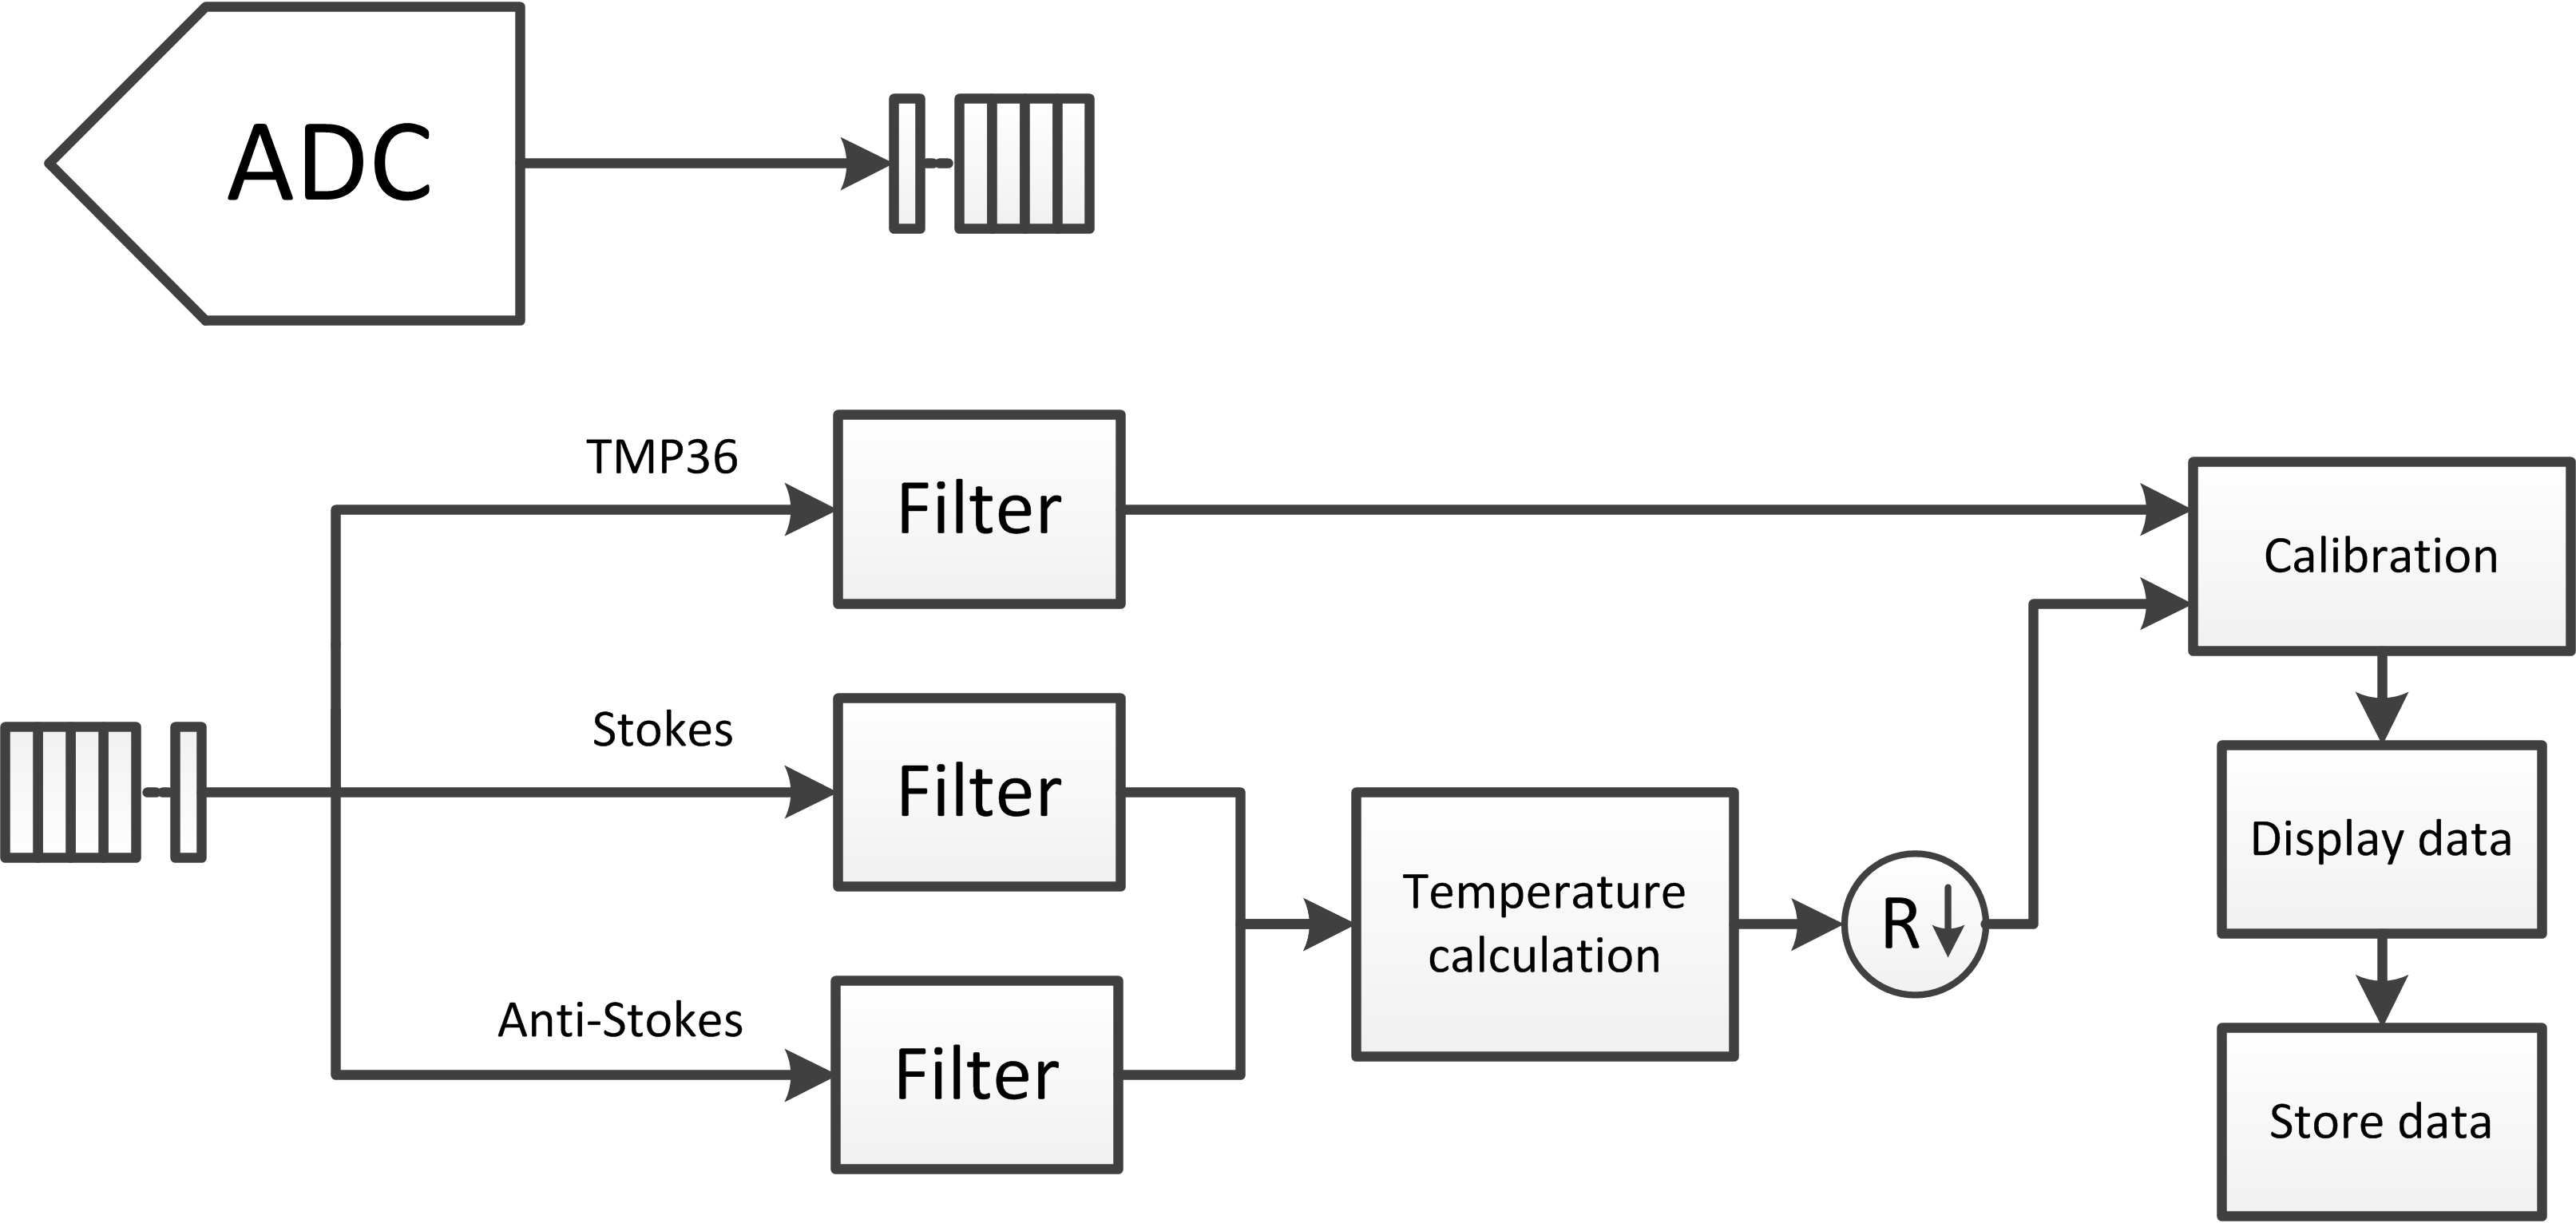 ADC
TMP36
Filter
Calibration
Stokes
Filter
Display data
Temperature
calculation
R↓
Anti-Stokes
Filter
Store data